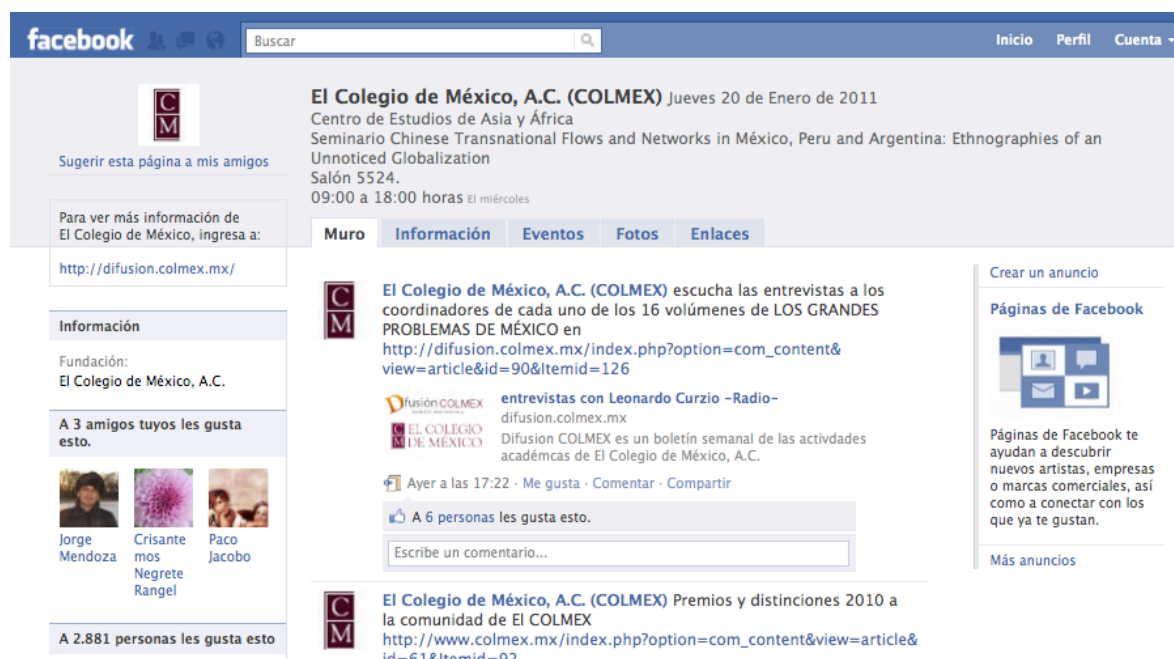 facebook
Buscar
Inicio Perfil Cuenta
C
M
Sugerir esta página a mis amigos
El Colegio de México, A.C. (COLMEX) Jueves 20 de Enero de 2011
Centro de Estudios de Asia y África
Seminario Chinese Transnational Flows and Networks in México, Peru and Argentina: Ethnographies of an
Unnoticed Globalization
Salón 5524.
09:00 a 18:00 horas El miércoles
Para ver más información de
El Colegio de México, ingresa a:
http://difusion.colmex.mx/
Muro Información Eventos Fotos Enlaces
Información
Fundación:
El Colegio de México, A.C.
A 3 amigos tuyos les gusta
esto.
Jorge
Mendoza
Crisante
mos
Negrete
Rangel
Paco
Jacobo
A 2.881 personas les gusta esto
C
M
El Colegio de México, A.C. (COLMEX) escucha las entrevistas a los
coordinadores de cada uno de los 16 volúmenes de LOS GRANDES
PROBLEMAS DE MÉXICO en
http://difusion.colmex.mx/index.php?option=com_content&
view=article&id=90&Itemid=126
Difusión COLMEX
C
M
EL COLEGIO
DE MÉXICO
entrevistas con Leonardo Curzio -Radio-
difusion.colmex.mx
Difusion COLMEX es un boletín semanal de las activdades
académcas de El Colegio de México, A.C.
Ayer a las 17:22 · Me gusta · Comentar · Compartir
A 6 personas les gusta esto.
Escribe un comentario...
C
M
El Colegio de México, A.C. (COLMEX) Premios y distinciones 2010 a
la comunidad de El COLMEX
http://www.colmex.mx/index.php?option=com_content&view=article&
id=61&Itemid=92
Crear un anuncio
Páginas de Facebook
Páginas de Facebook te
ayudan a descubrir
nuevos artistas, empresas
o marcas comerciales, así
como a conectar con los
que ya te gustan.
Más anuncios